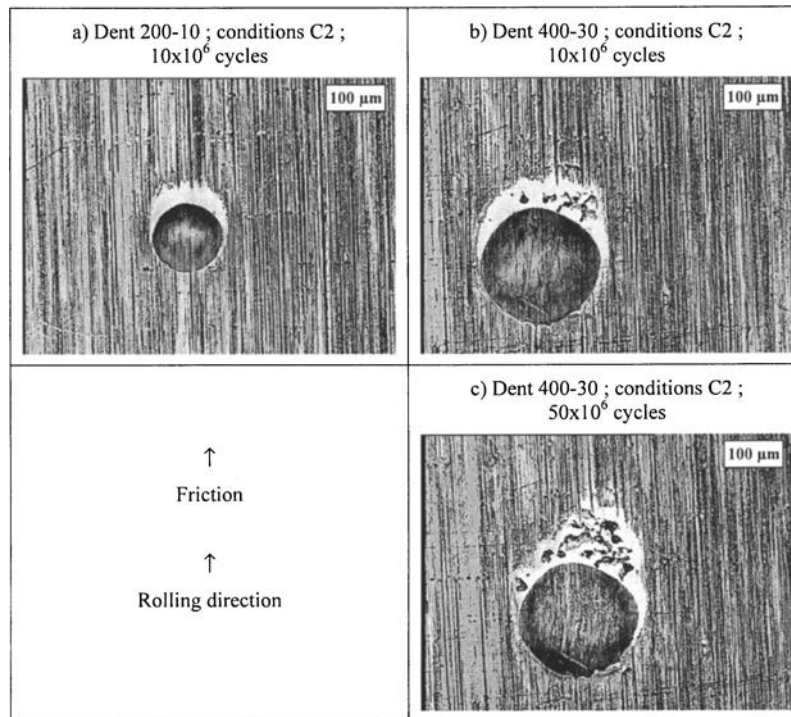 a) Dent 200-10 ; conditions C2 ;
10x10⁶ cycles
100 µm
b) Dent 400-30 ; conditions C2 ;
10x10⁶ cycles
100 µm
↑
Friction
↑
Rolling direction
c) Dent 400-30 ; conditions C2 ;
50x10⁶ cycles
100 µm